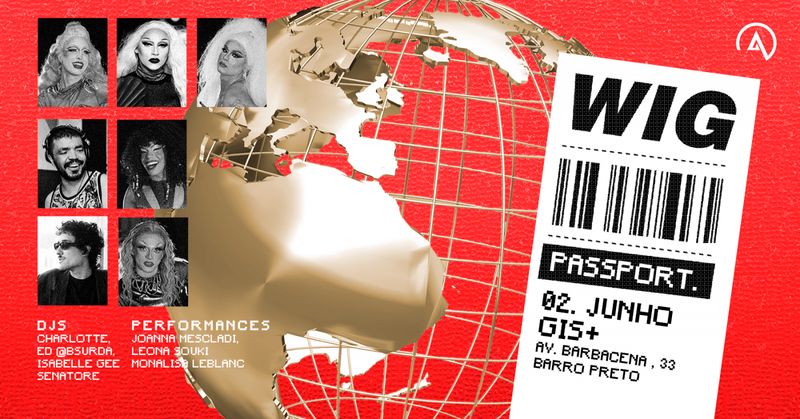 WIG
PASSPORT.
02. JUNHO
GIS+
AV. BARBACENA, 33
BARRO PRETO
DJS
CHARLOTTE,
ED @BSURDA,
ISABELLE GEE
SENATORE
PERFORMANCES
JOANNA MESCLADI,
LEONA SOUKI
MONALISA LEBLANC